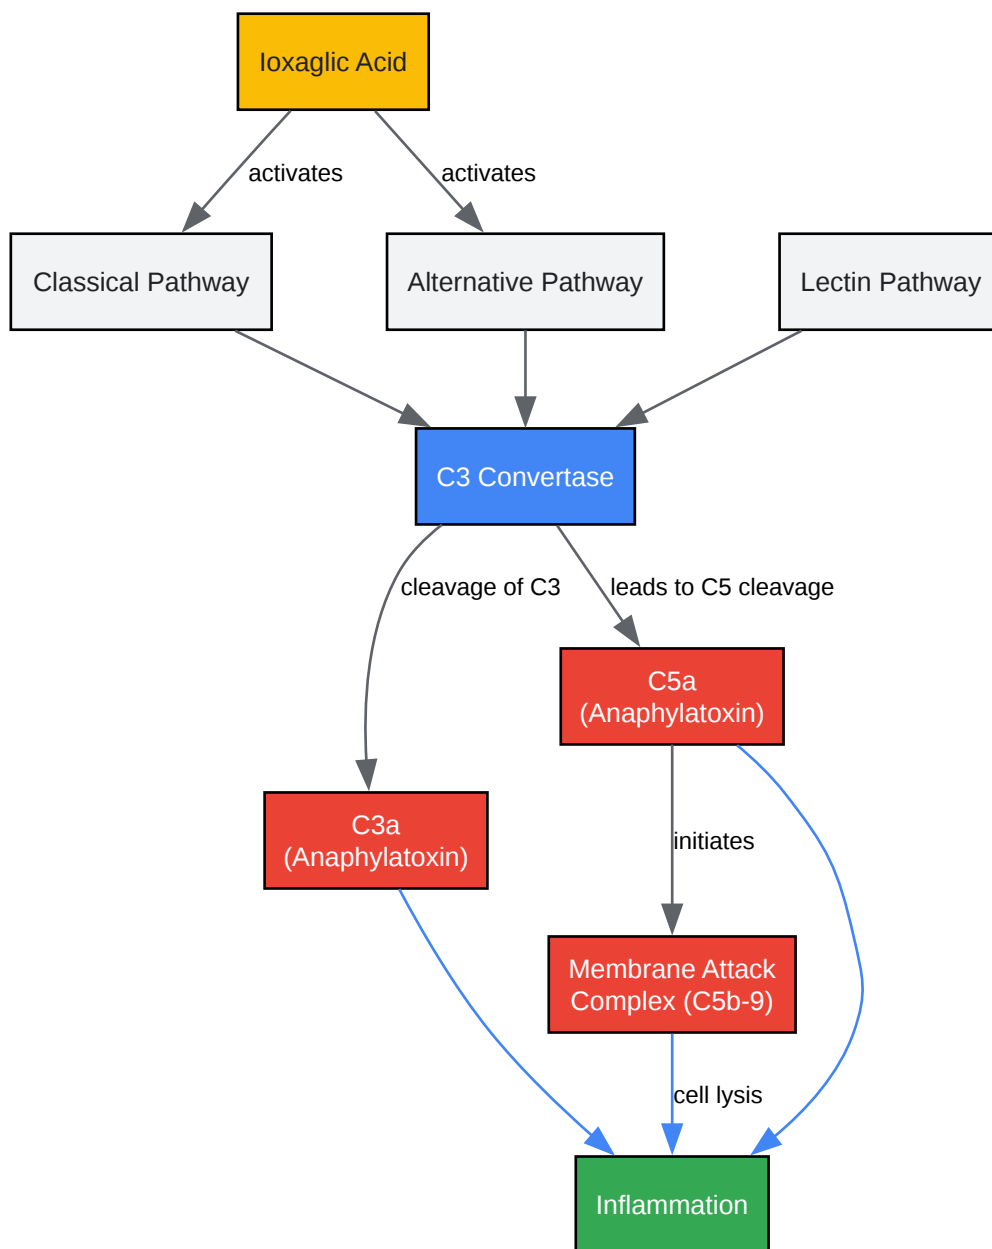 Ioxaglic Acid
activates
activates
Classical Pathway
Alternative Pathway
Lectin Pathway
C3 Convertase
cleavage of C3
leads to C5 cleavage
C5a
(Anaphylatoxin)
C3a
(Anaphylatoxin)
initiates
Membrane Attack
Complex (C5b-9)
cell lysis
Inflammation